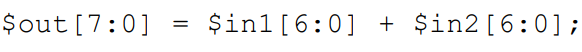 $out[7:0] = $in1[6:0] + $in2[6:0];